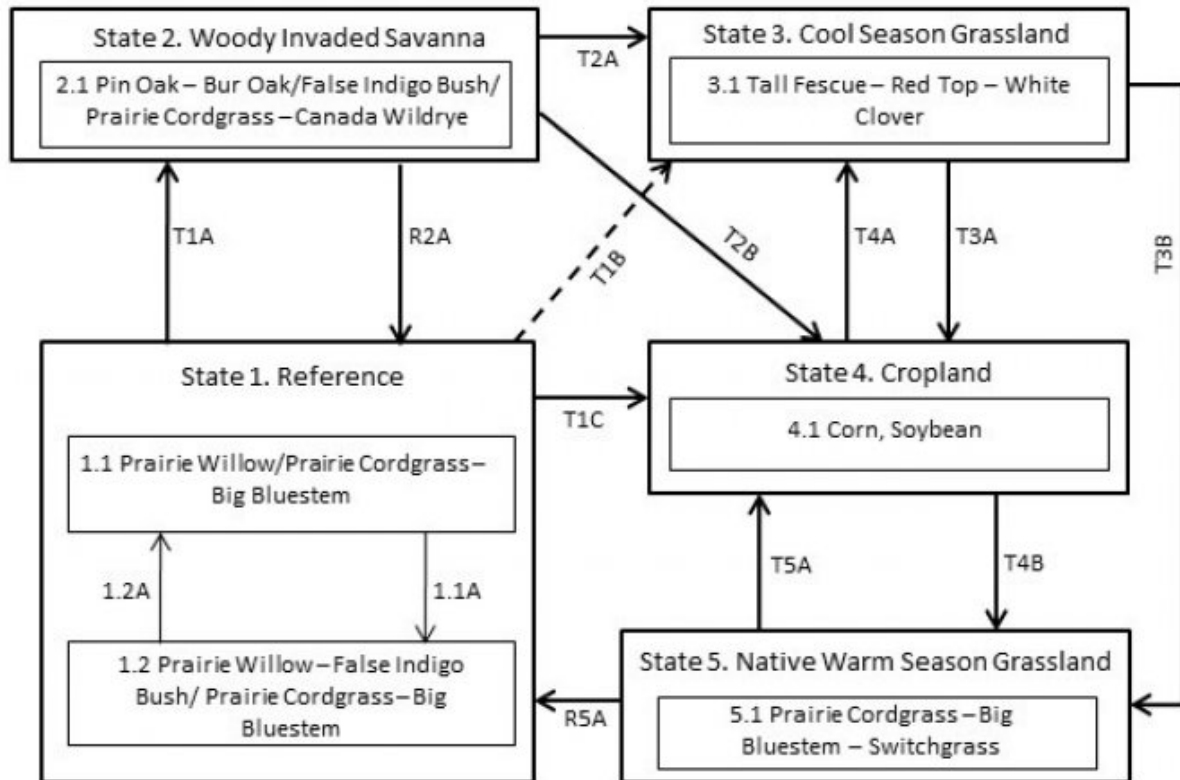 State 2. Woody Invaded Savanna
2.1 Pin Oak – Bur Oak/False Indigo Bush/
Prairie Cordgrass – Canada Wildrye
T2A
State 3. Cool Season Grassland
3.1 Tall Fescue – Red Top – White
Clover
T1A
R2A
T1B
T2B
T4A
T3A
T3B
State 1. Reference
1.1 Prairie Willow/Prairie Cordgrass –
Big Bluestem
1.2A
1.1A
1.2 Prairie Willow – False Indigo
Bush/ Prairie Cordgrass – Big
Bluestem
T1C
State 4. Cropland
4.1 Corn, Soybean
T5A
T4B
R5A
State 5. Native Warm Season Grassland
5.1 Prairie Cordgrass – Big
Bluestem – Switchgrass